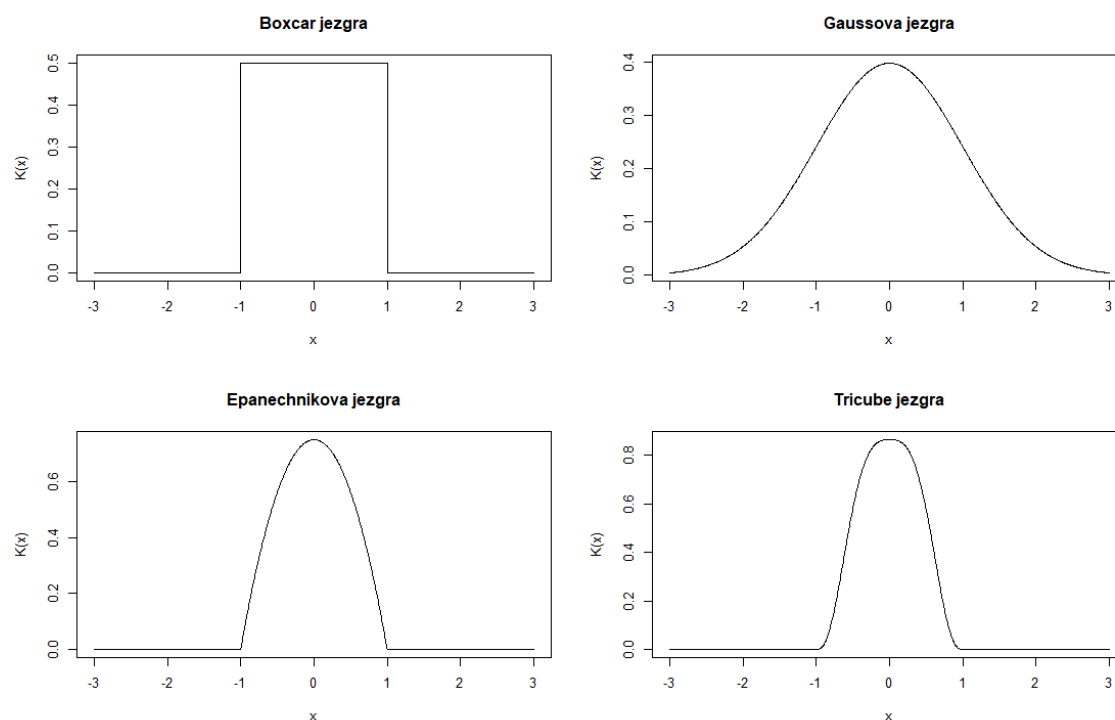 Boxcar jezgra
K(x)
0.5
0.4
0.3
0.2
0.1
0.0
-3 -2 -1 0 1 2 3
x
Gaussova jezgra
K(x)
0.4
0.3
0.2
0.1
0.0
-3 -2 -1 0 1 2 3
x
Epanechnikova jezgra
K(x)
0.6
0.4
0.2
0.0
-3 -2 -1 0 1 2 3
x
Tricube jezgra
K(x)
0.8
0.6
0.4
0.2
0.0
-3 -2 -1 0 1 2 3
x